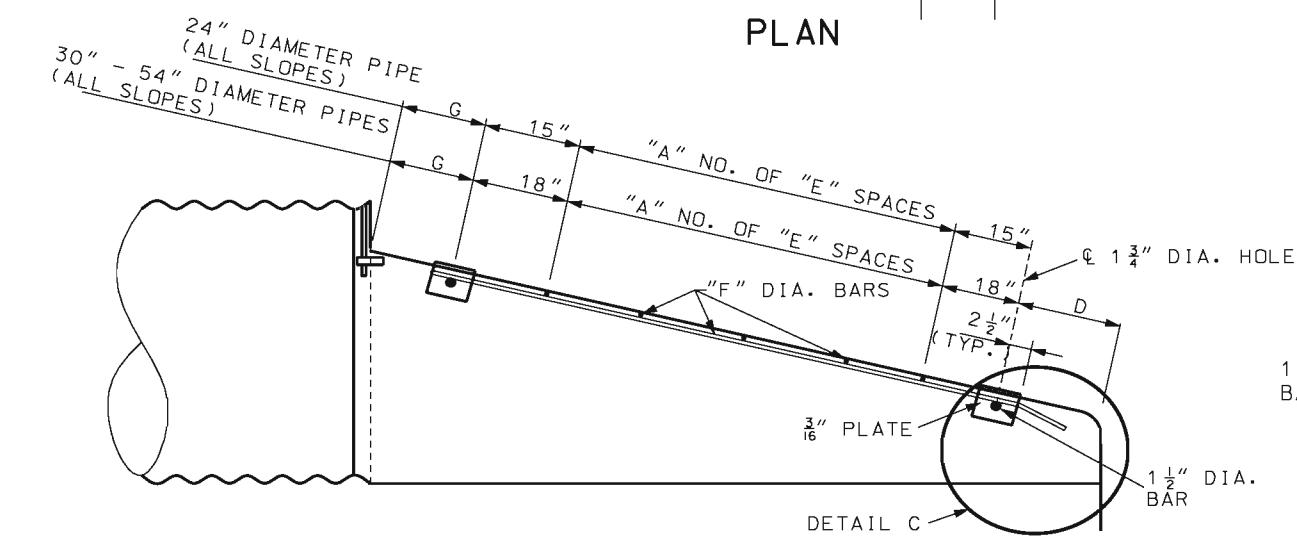 PLAN
24" DIAMETER PIPE
(ALL SLOPES)
30" - 54" DIAMETER PIPES
(ALL SLOPES)
G
15"
"A" NO. OF "E" SPACES
15"
G
18"
"A" NO. OF "E" SPACES
18"
D
℄ 1 3/4" DIA. HOLE
"F" DIA. BARS
2 1/2"
(TYP.)
3/16" PLATE
1 1/2" DIA.
BAR
DETAIL C
1